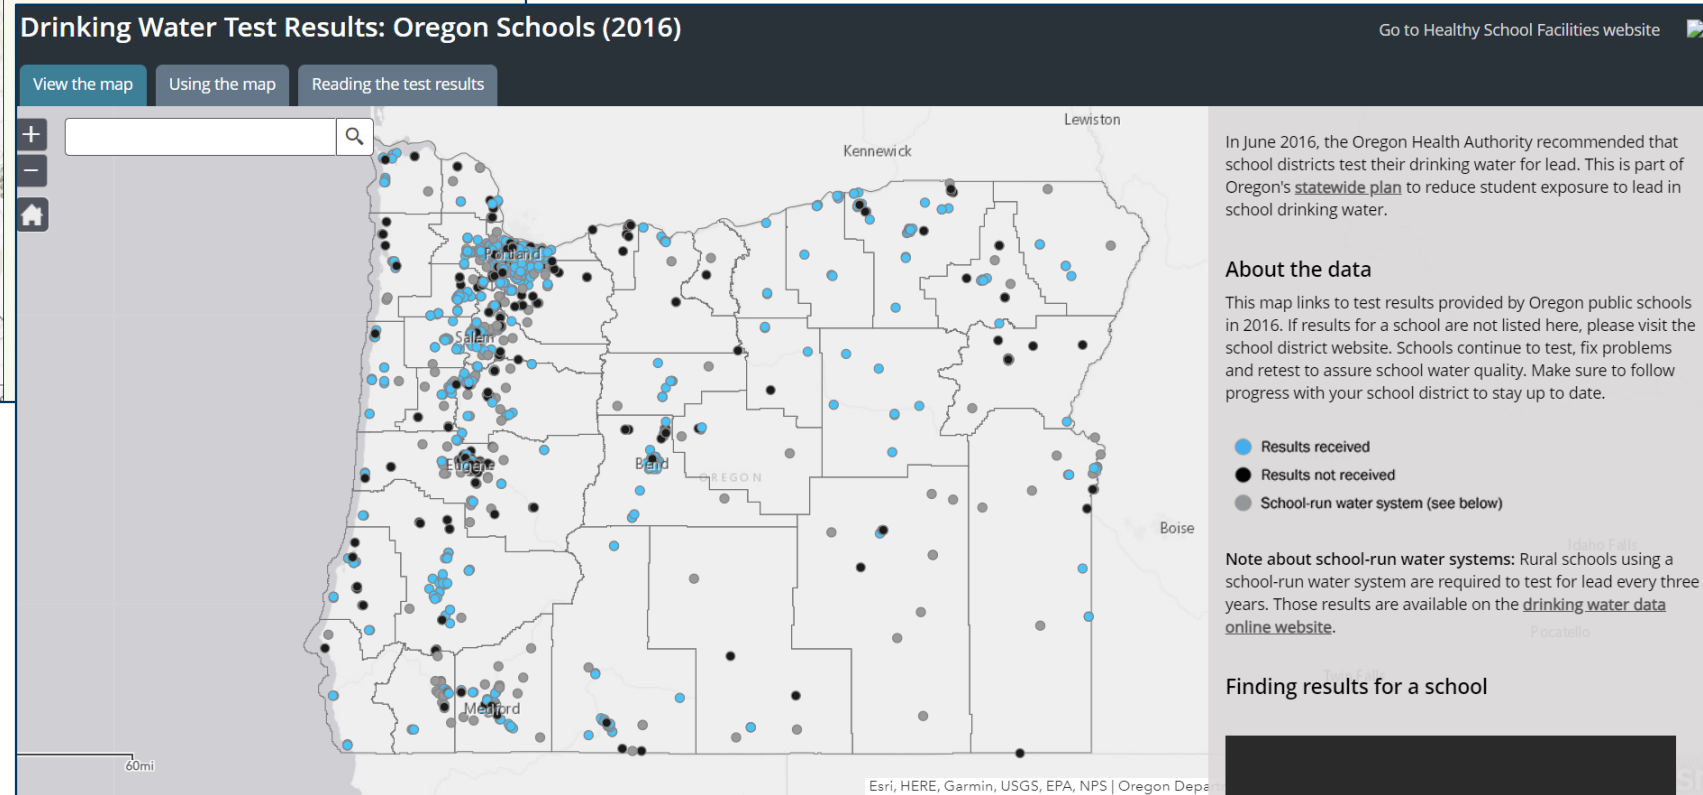 Drinking Water Test Results: Oregon Schools (2016)
Go to Healthy School Facilities website
View the map
Using the map
Reading the test results
Lewiston
Kennewick
Portland
Salem
Eugene
Bend
OREGON
Boise
Medford
60mi
Esri, HERE, Garmin, USGS, EPA, NPS | Oregon Depa
In June 2016, the Oregon Health Authority recommended that
school districts test their drinking water for lead. This is part of
Oregon's statewide plan to reduce student exposure to lead in
school drinking water.
About the data
This map links to test results provided by Oregon public schools
in 2016. If results for a school are not listed here, please visit the
school district website. Schools continue to test, fix problems
and retest to assure school water quality. Make sure to follow
progress with your school district to stay up to date.
Results received
Results not received
School-run water system (see below)
Idaho Falls
Note about school-run water systems: Rural schools using a
school-run water system are required to test for lead every three
years. Those results are available on the drinking water data
online website.
Pocatello
Twin Falls
Finding results for a school